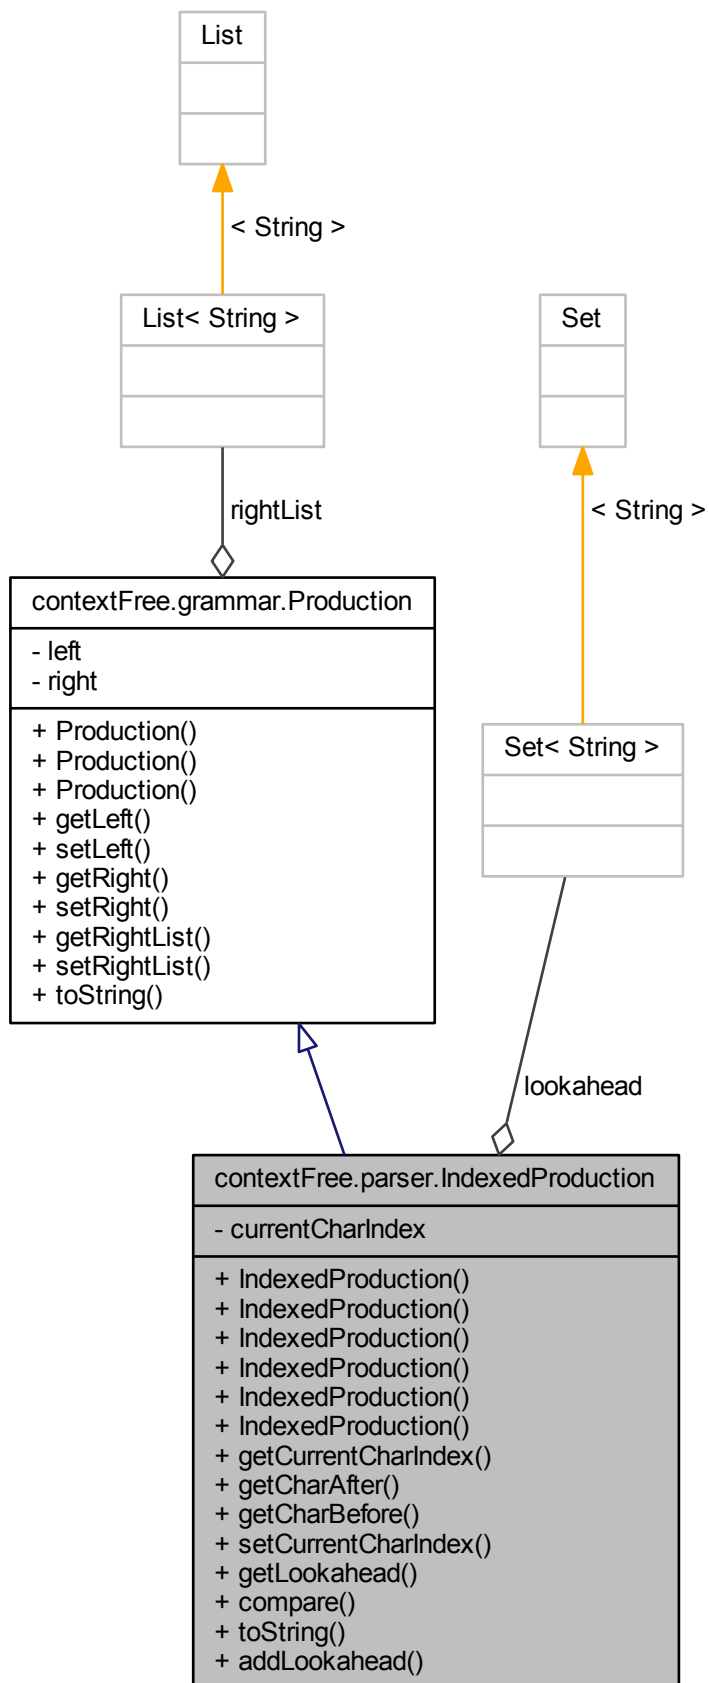 List
< String >
List< String >
Set
rightList
< String >
contextFree.grammar.Production
- left
- right
+ Production()
+ Production()
+ Production()
+ getLeft()
+ setLeft()
+ getRight()
+ setRight()
+ getRightList()
+ setRightList()
+ toString()
Set< String >
lookahead
contextFree.parser.IndexedProduction
- currentCharIndex
+ IndexedProduction()
+ IndexedProduction()
+ IndexedProduction()
+ IndexedProduction()
+ IndexedProduction()
+ IndexedProduction()
+ getCurrentCharIndex()
+ getCharAfter()
+ getCharBefore()
+ setCurrentCharIndex()
+ getLookahead()
+ compare()
+ toString()
+ addLookahead()